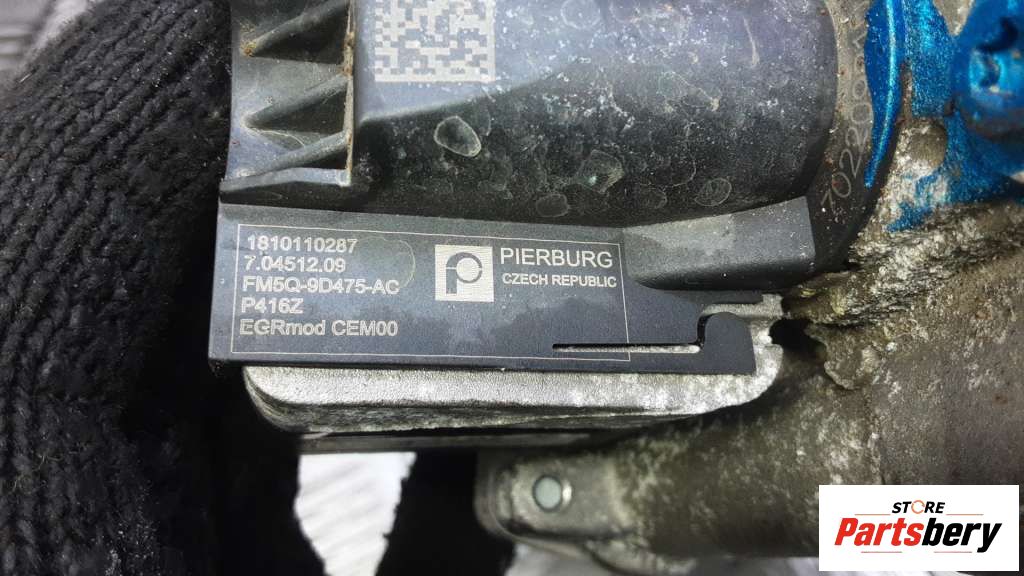 1810110287
7.04512.09
FM5Q-9D475-AC
P416Z
EGRmod CEM00
PIERBURG
CZECH REPUBLIC
STORE
Partsbery